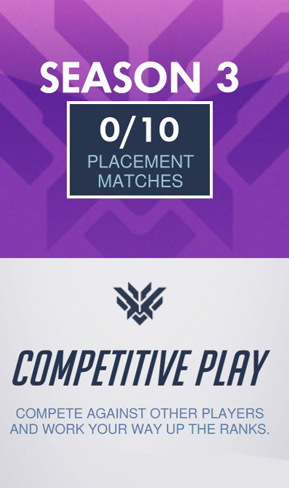 SEASON 3
0/10
PLACEMENT
MATCHES
COMPETITIVE PLAY
COMPETE AGAINST OTHER PLAYERS
AND WORK YOUR WAY UP THE RANKS.